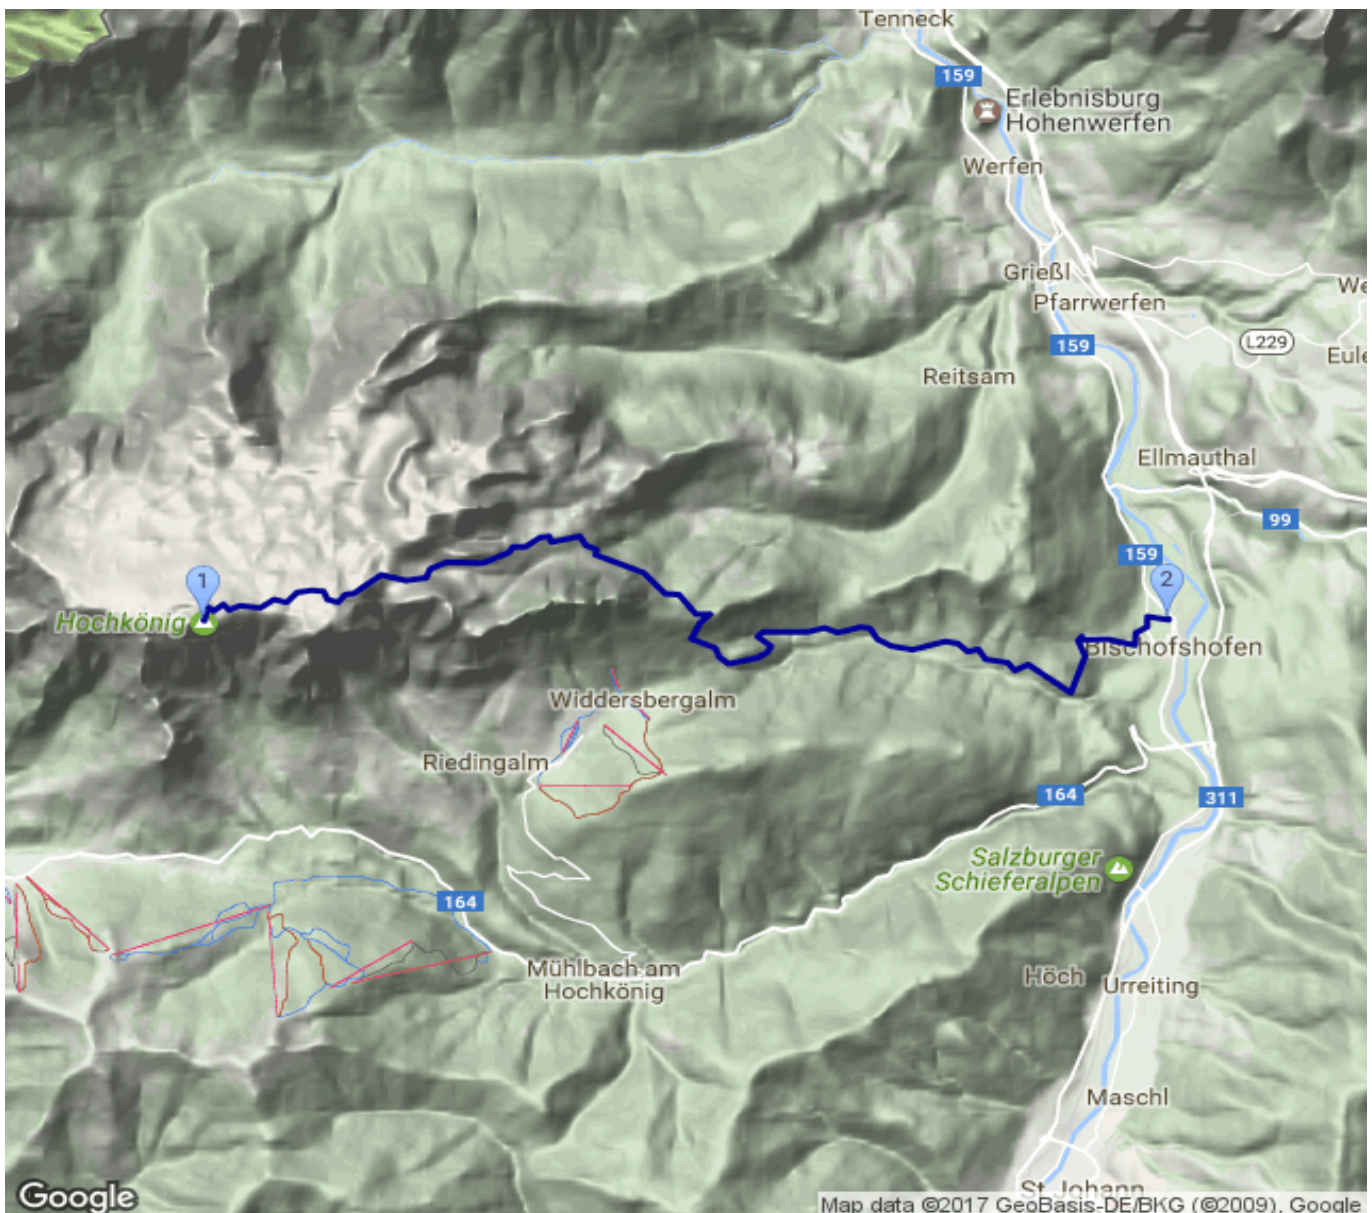 Tenneck
159
Erlebnisburg
Hohenwerfen
Werfen
Grießl
Pfarrwerfen
We
L229
159
Eule
Reitsam
Ellmauthal
99
159
1
2
Hochkönig
Bischofshofen
Widdersbergalm
Riedingalm
164
311
Salzburger
Schieferalpen
164
Mühlbach am
Hochkönig
Höch
Urreiting
Maschl
St Johann
Google
Map data ©2017 GeoBasis-DE/BKG (©2009), Google